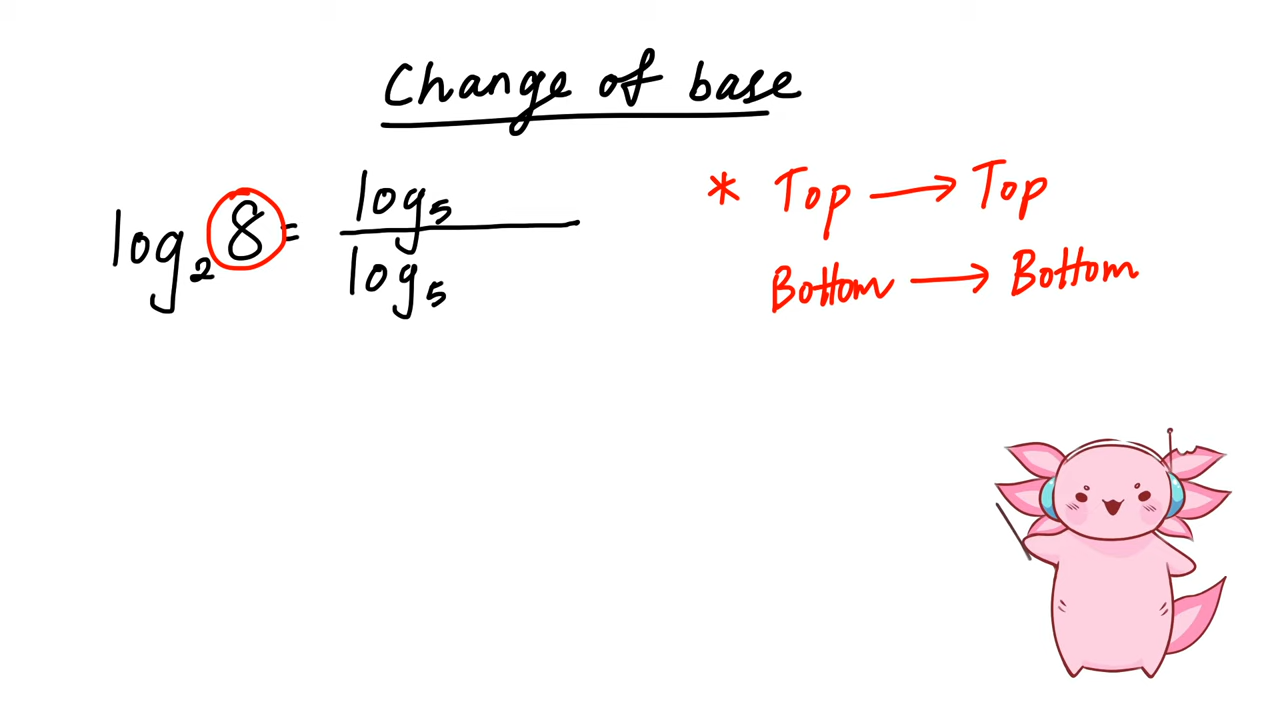 Change of base
log₂ 8 = log₅ / log₅
* Top → Top
Bottom → Bottom